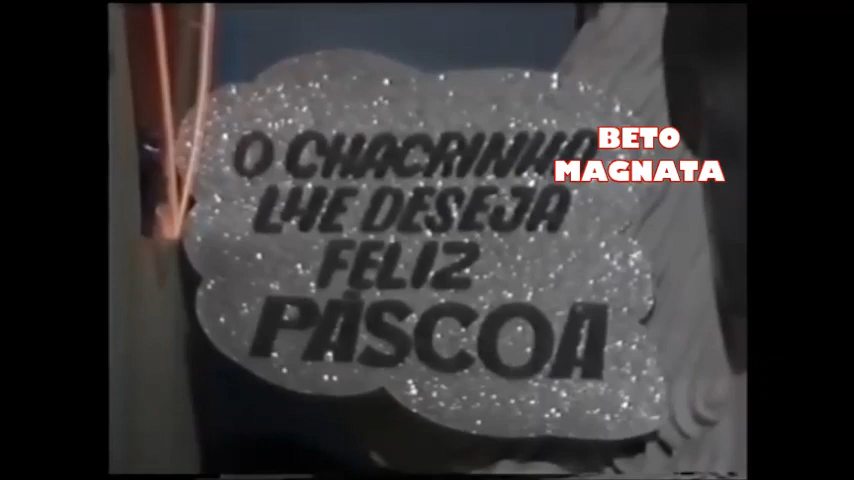 O CHACRINHA
LHE DESEJA
FELIZ
PÁSCOA
BETO
MAGNATA